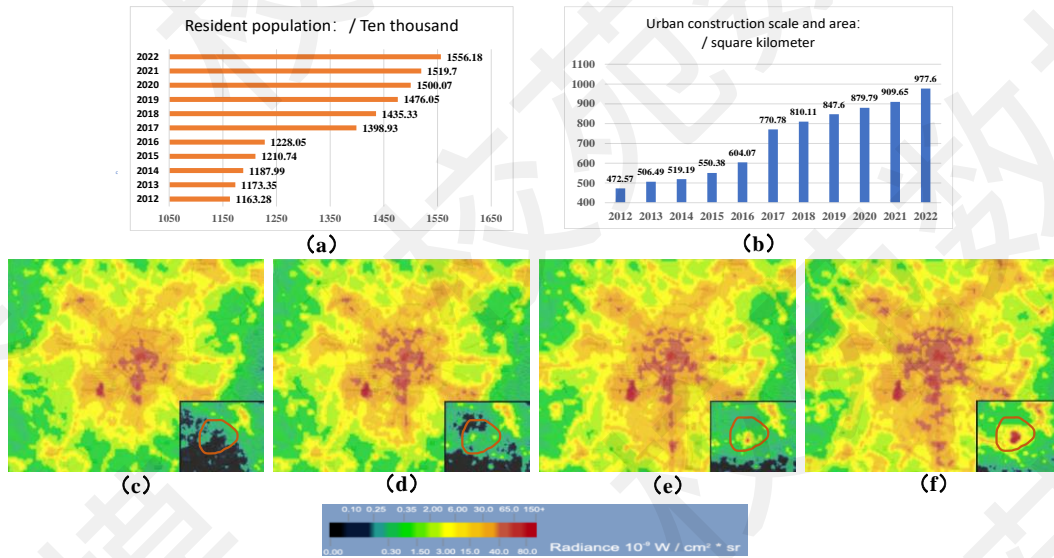 Resident population: / Ten thousand
2022 1556.18
2021 1519.7
2020 1500.07
2019 1476.05
2018 1435.33
2017 1398.93
2016 1228.05
2015 1210.74
2014 1187.99
2013 1173.35
2012 1163.28
1050 1150 1250 1350 1450 1550 1650
(a)
Urban construction scale and area:
/ square kilometer
1100
1000
900
800
700
600
500
400
472.57 506.49 519.19 550.38 604.07 770.78 810.11 847.6 879.79 909.65 977.6
2012 2013 2014 2015 2016 2017 2018 2019 2020 2021 2022
(b)
(c) (d) (e) (f)
0.10 0.25 0.35 2.00 6.00 30.0 65.0 150+
0.00 0.30 1.50 3.00 15.0 40.0 80.0
Radiance 10⁻⁹ W / cm² * sr